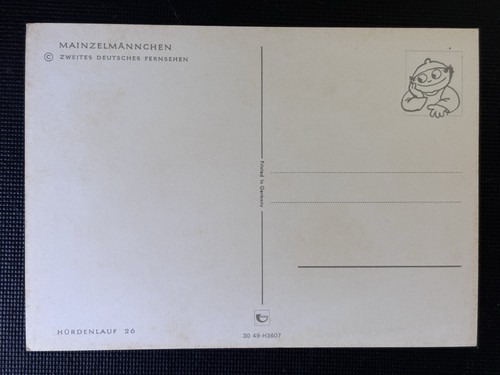 MAINZELMÄNNCHEN
© ZWEITES DEUTSCHES FERNSEHEN
Printed in Germany
HÜRDENLAUF 26
30 49-H3607